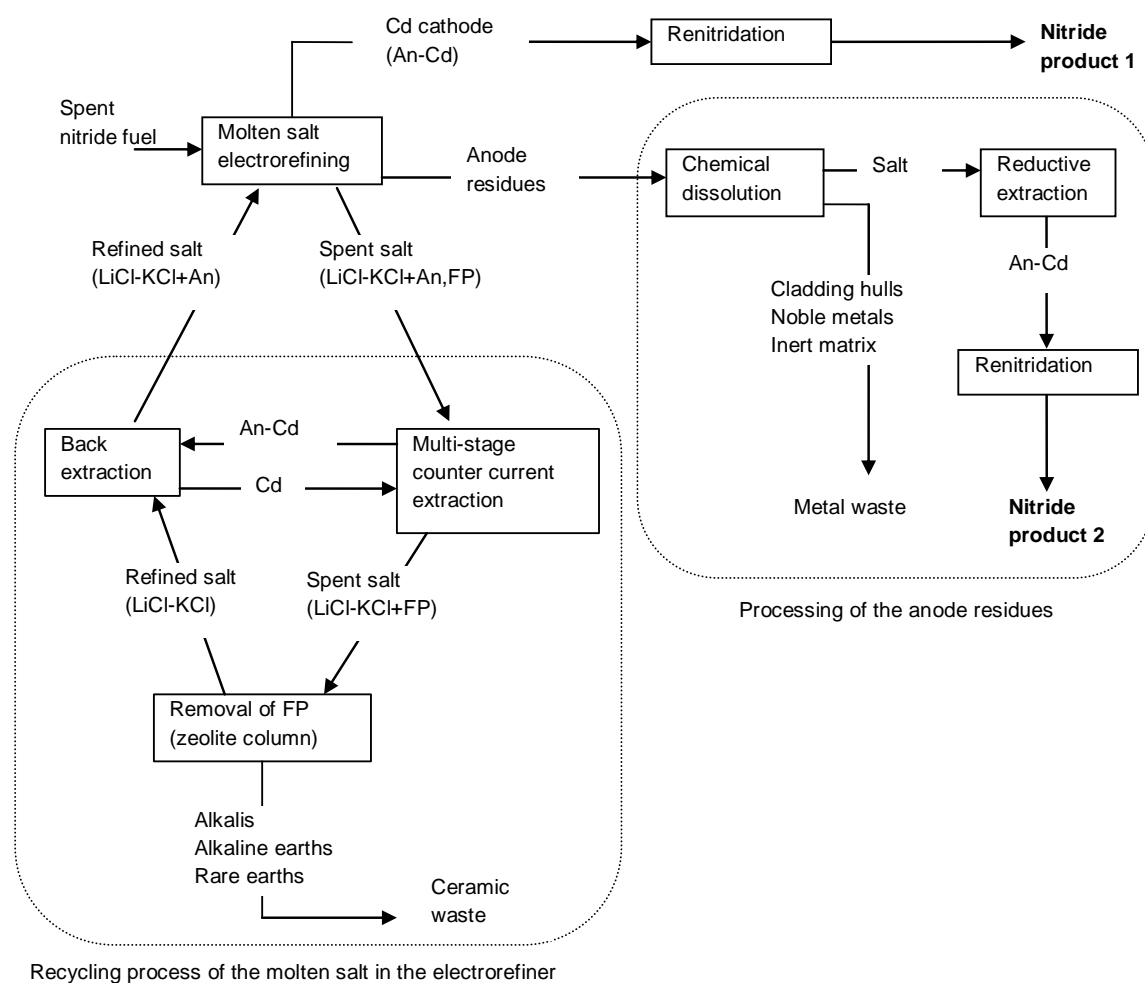 Cd cathode
(An-Cd)
Renitridation
Nitride
product 1
Spent
nitride fuel
Molten salt
electrorefining
Anode
residues
Chemical
dissolution
Salt
Reductive
extraction
Refined salt
(LiCl-KCl+An)
Spent salt
(LiCl-KCl+An,FP)
An-Cd
Cladding hulls
Noble metals
Inert matrix
Renitridation
Back
extraction
An-Cd
Cd
Multi-stage
counter current
extraction
Metal waste
Nitride
product 2
Refined salt
(LiCl-KCl)
Spent salt
(LiCl-KCl+FP)
Processing of the anode residues
Removal of FP
(zeolite column)
Alkalis
Alkaline earths
Rare earths
Ceramic
waste
Recycling process of the molten salt in the electrorefiner